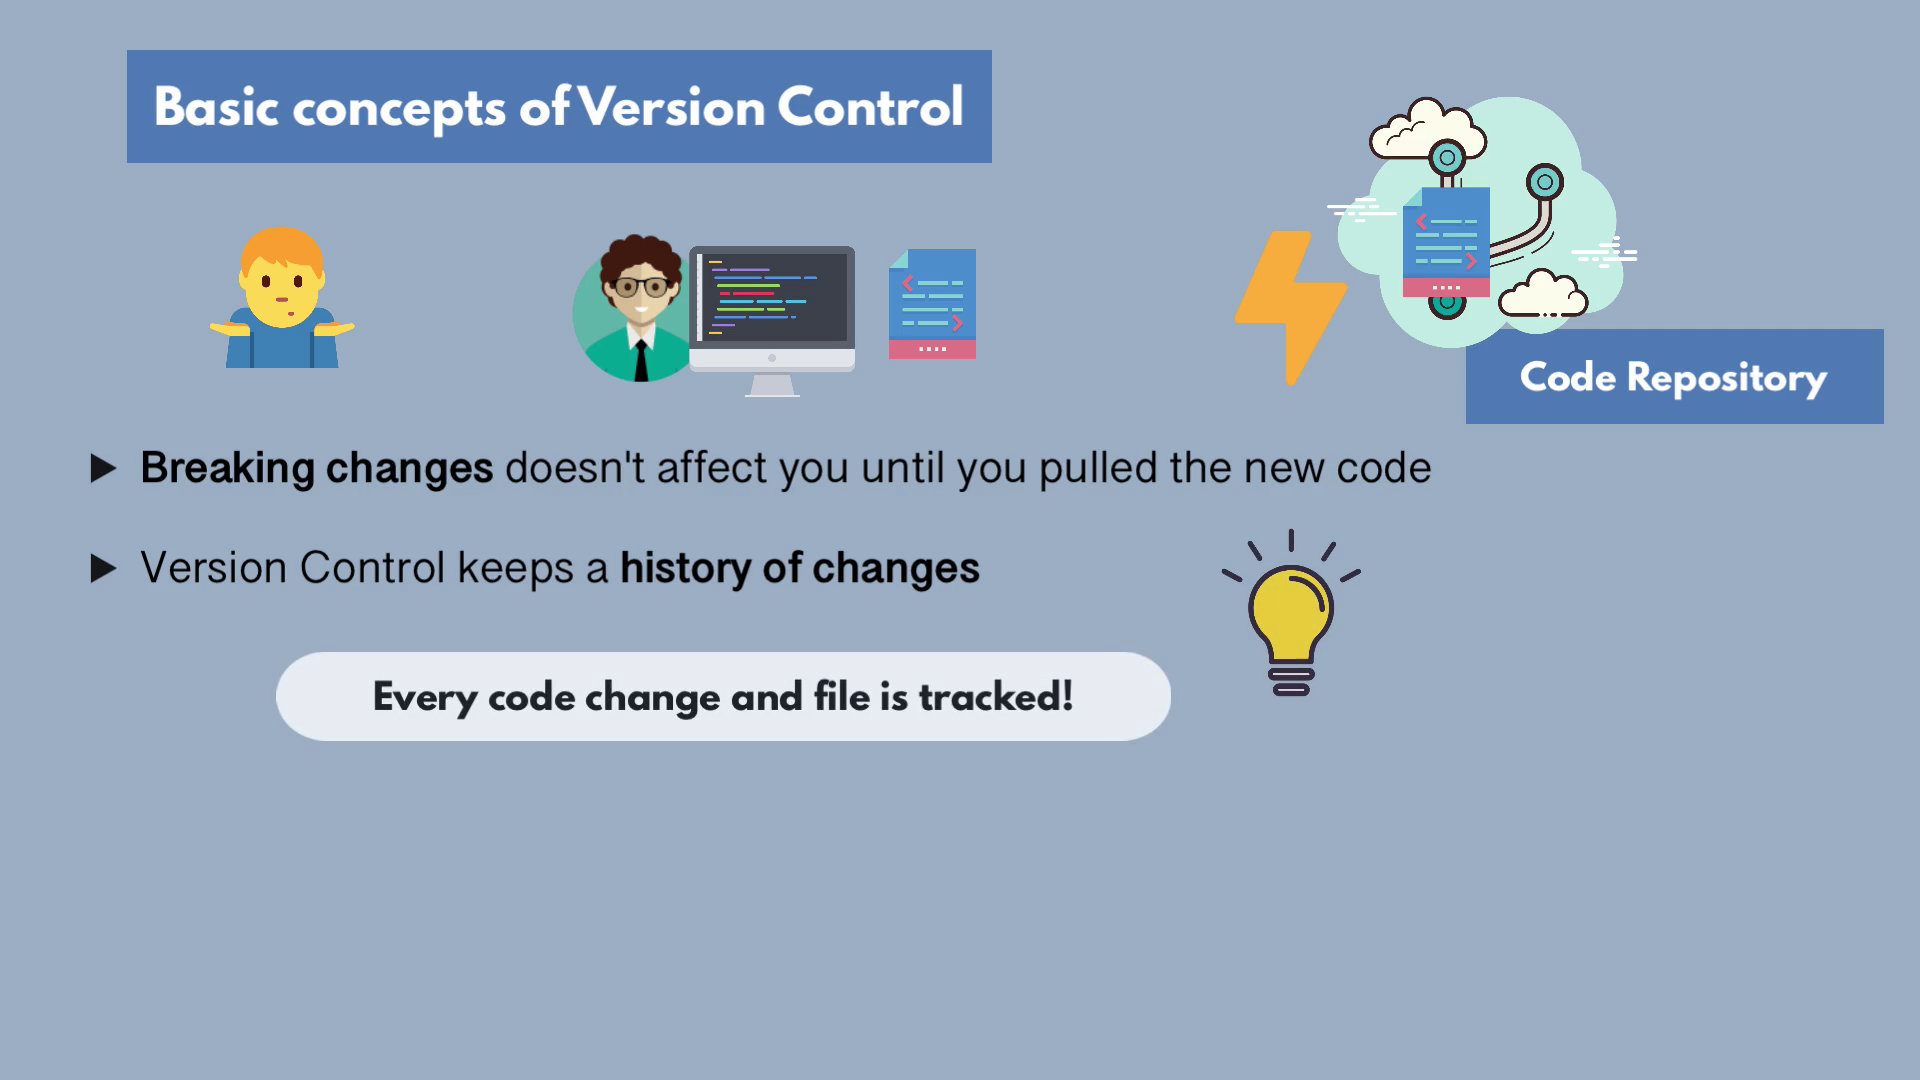 Basic concepts of Version Control
Code Repository
Breaking changes doesn't affect you until you pulled the new code
Version Control keeps a history of changes
Every code change and file is tracked!